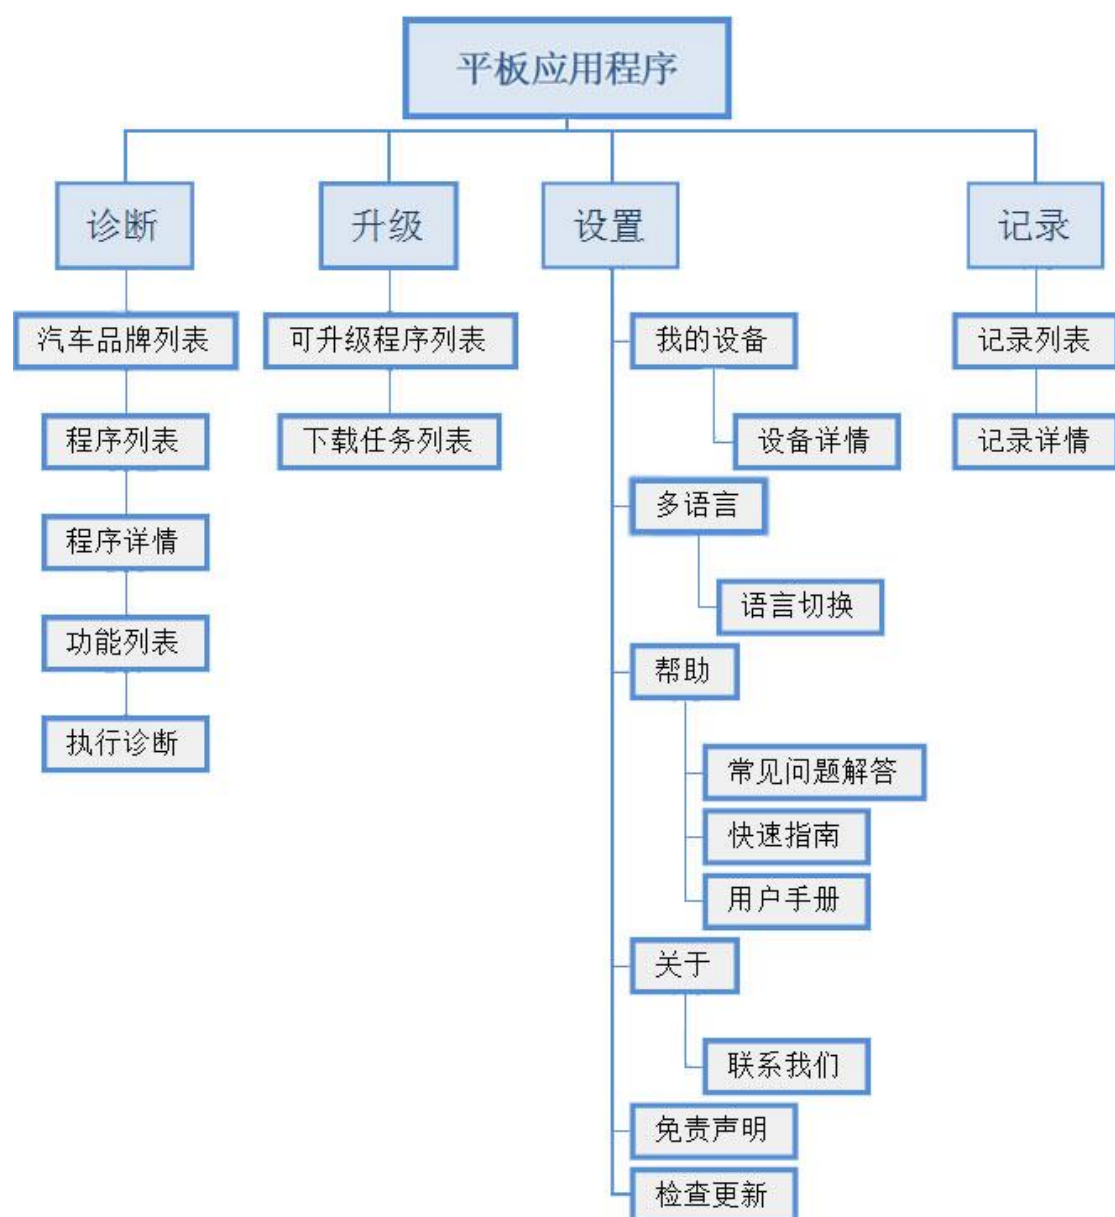 平板应用程序
诊断
升级
设置
记录
汽车品牌列表
可升级程序列表
我的设备
记录列表
程序列表
下载任务列表
设备详情
记录详情
多语言
程序详情
语言切换
功能列表
帮助
执行诊断
常见问题解答
快速指南
用户手册
关于
联系我们
免责声明
检查更新